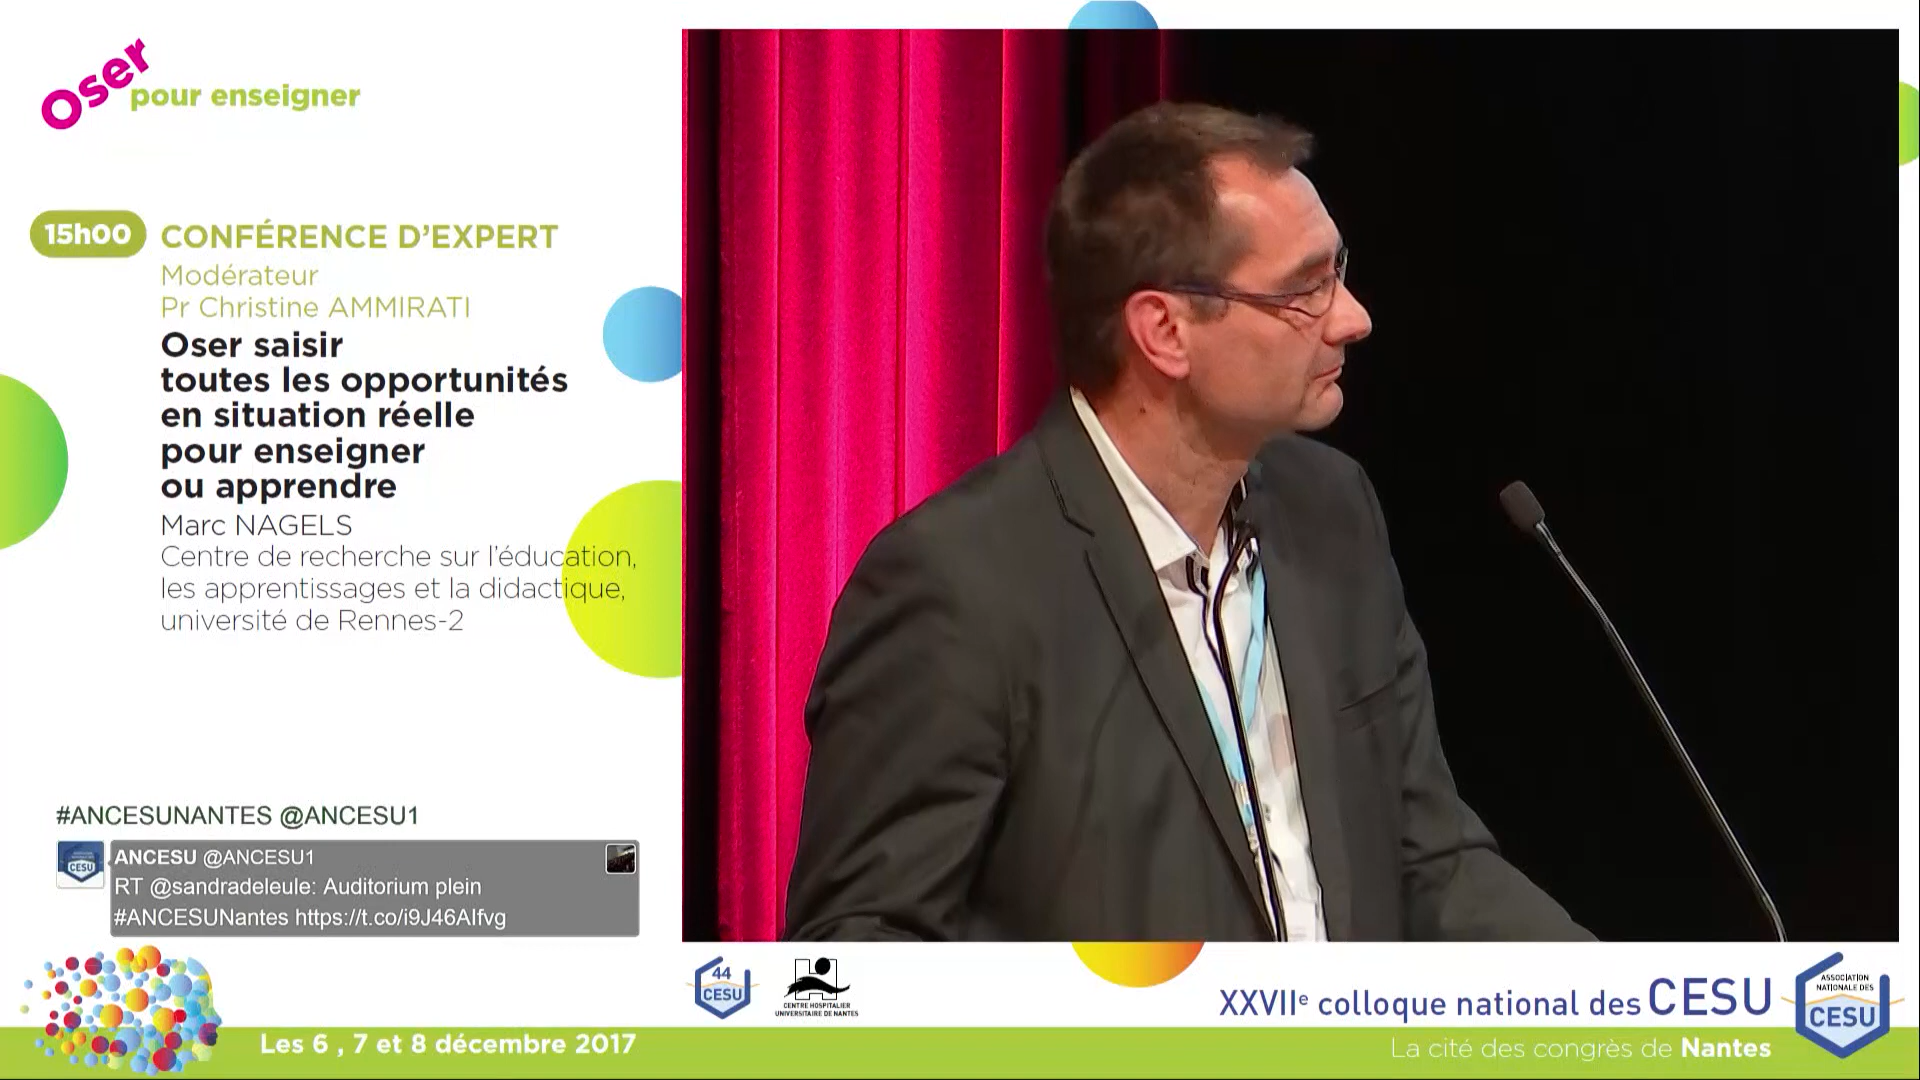 Oser
pour enseigner
15h00 CONFÉRENCE D'EXPERT
Modérateur
Pr Christine AMMIRATI
Oser saisir
toutes les opportunités
en situation réelle
pour enseigner
ou apprendre
Marc NAGELS
Centre de recherche sur l'éducation,
les apprentissages et la didactique,
université de Rennes-2
#ANCESUNANTES @ANCESU1
CESU
ANCESU @ANCESU1
RT @sandradeleule: Auditorium plein
#ANCESUNantes https://t.co/i9J46AIfvg
44
CESU
CENTRE HOSPITALIER
UNIVERSITAIRE DE NANTES
XXVIIe colloque national des CESU
ASSOCIATION
NATIONALE DES
CESU
Les 6 , 7 et 8 décembre 2017
La cité des congrès de Nantes